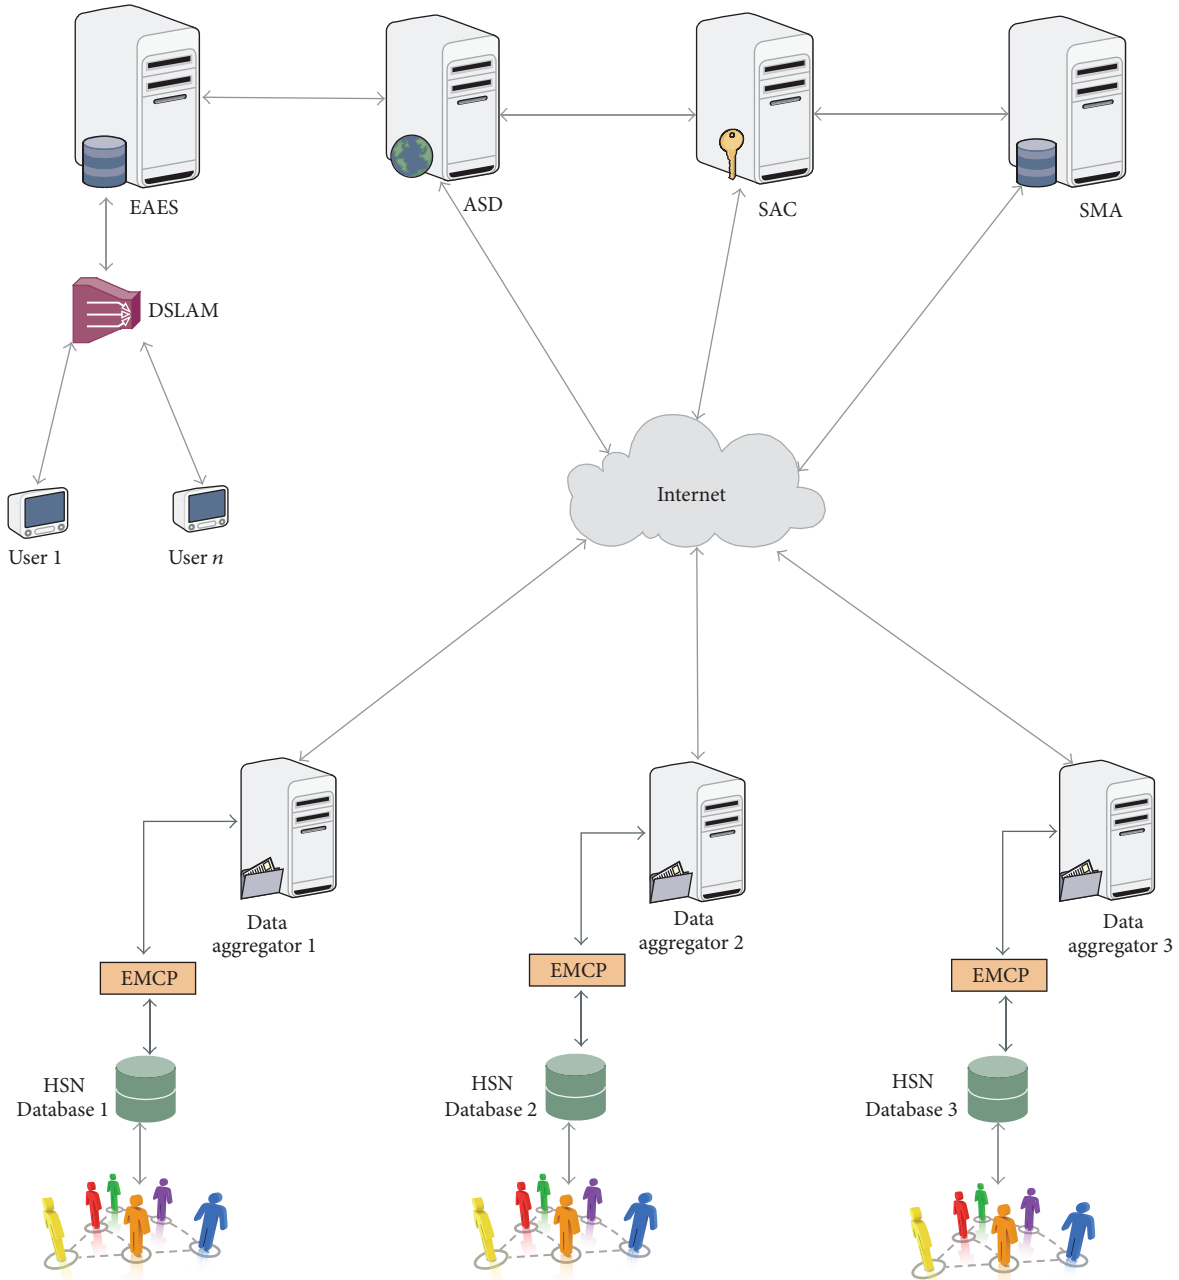 EAES
ASD
SAC
SMA
DSLAM
Internet
User 1
User n
Data
aggregator 1
Data
aggregator 2
Data
aggregator 3
EMCP
EMCP
EMCP
HSN
Database 1
HSN
Database 2
HSN
Database 3